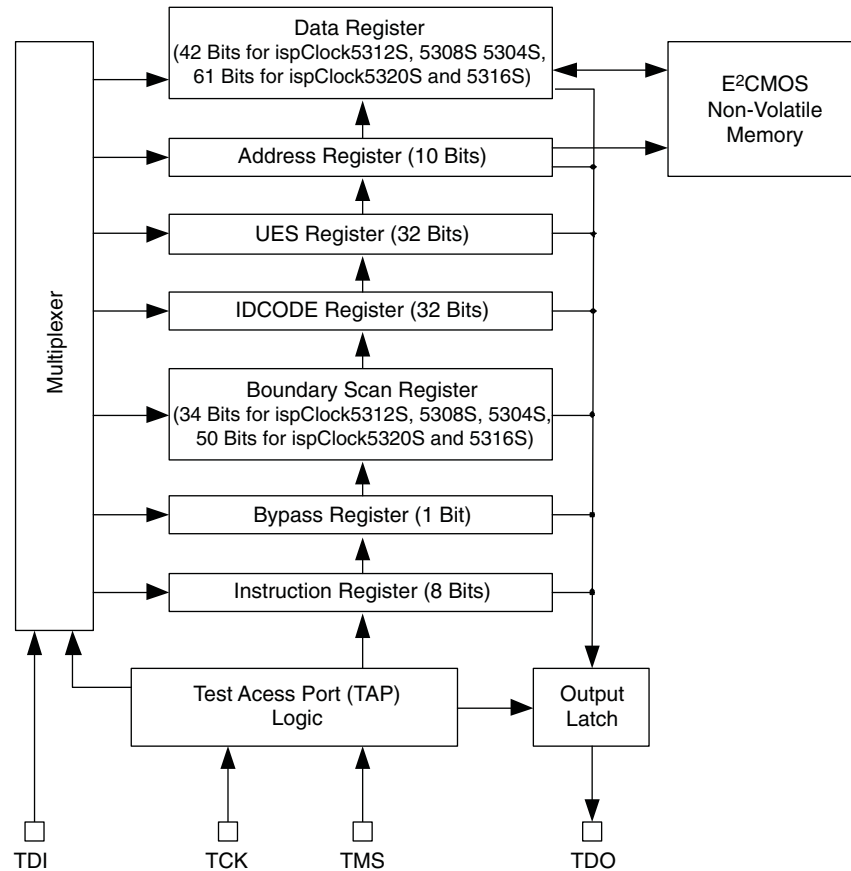 Data Register
(42 Bits for ispClock5312S, 5308S 5304S,
61 Bits for ispClock5320S and 5316S)
E²CMOS
Non-Volatile
Memory
Address Register (10 Bits)
UES Register (32 Bits)
IDCODE Register (32 Bits)
Multiplexer
Boundary Scan Register
(34 Bits for ispClock5312S, 5308S, 5304S,
50 Bits for ispClock5320S and 5316S)
Bypass Register (1 Bit)
Instruction Register (8 Bits)
Test Acess Port (TAP)
Logic
Output
Latch
TDI
TCK
TMS
TDO